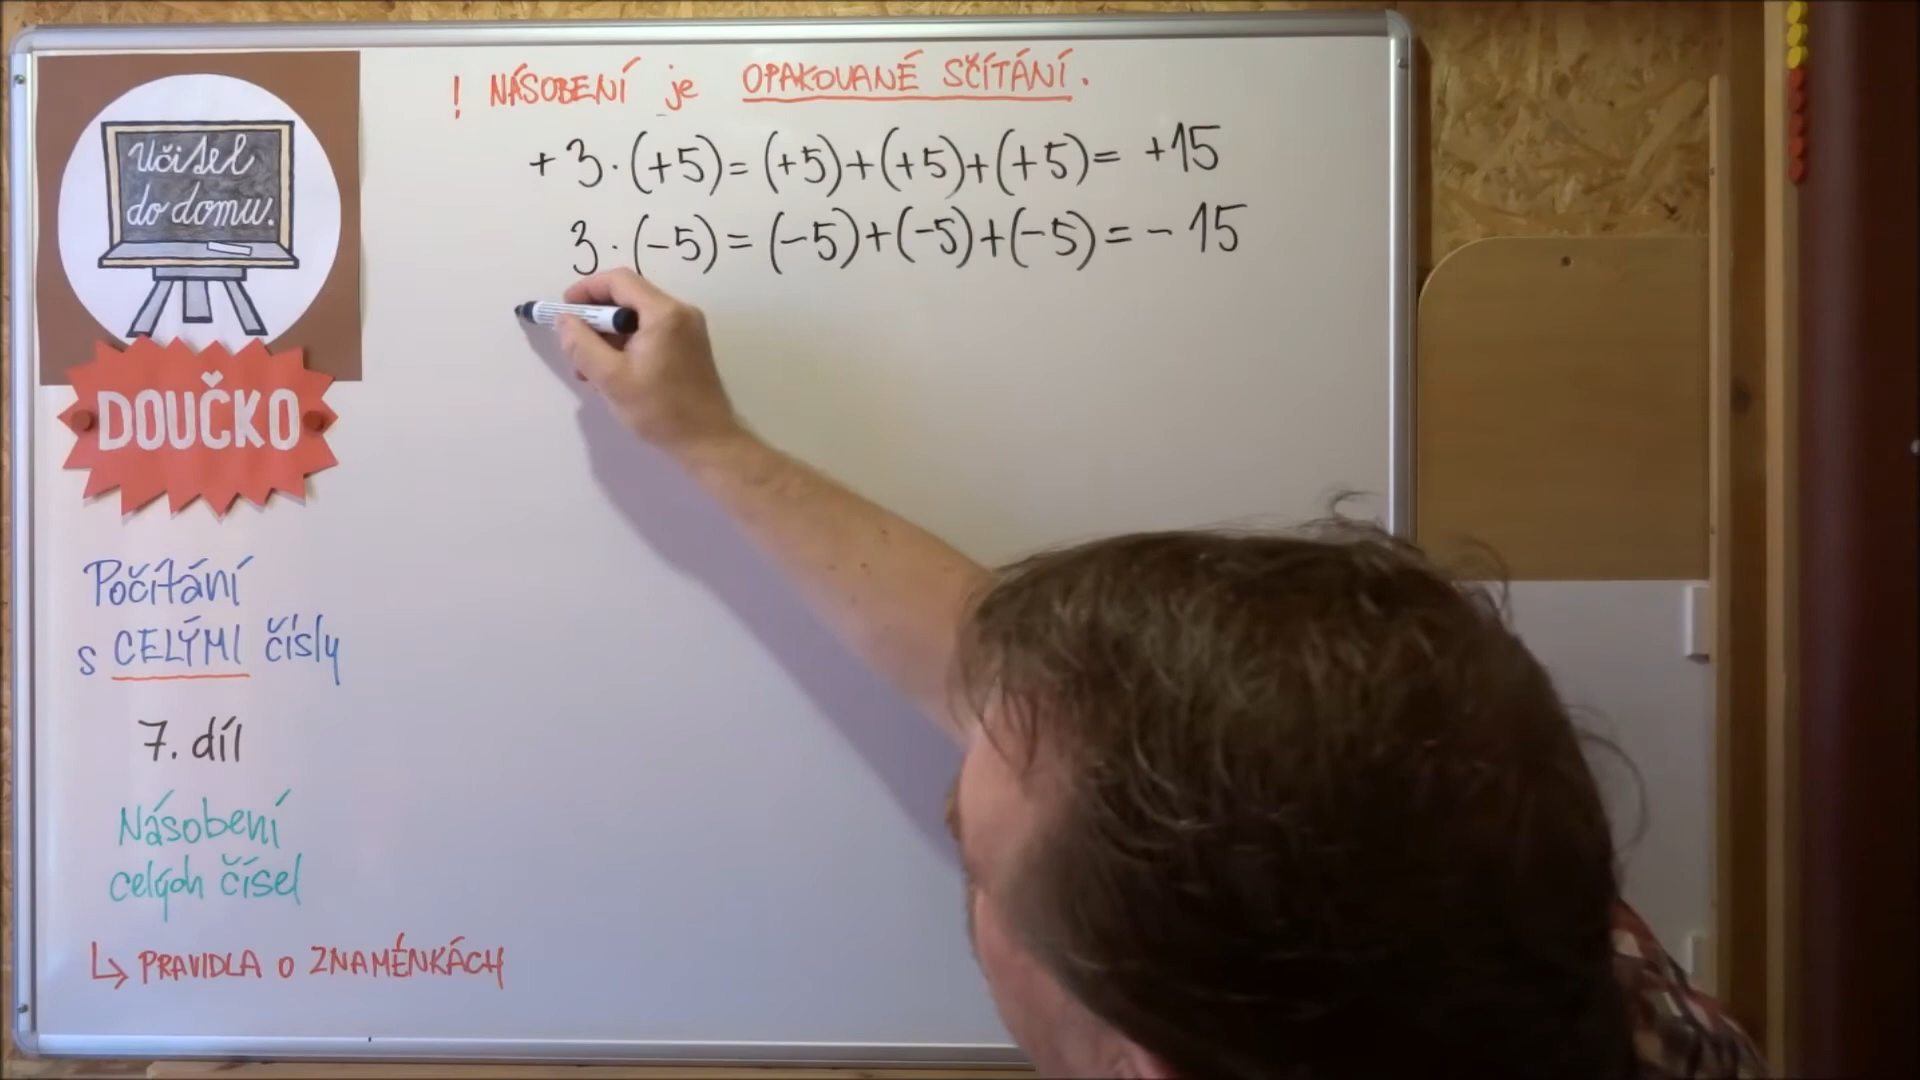 ! NÁSOBENÍ je OPAKOVANÉ SČÍTÁNÍ.
+3·(+5)=(+5)+(+5)+(+5)=+15
3·(-5)=(-5)+(-5)+(-5)=-15
Učitel
do domu.
DOUČKO
Počítání
s CELÝMI čísly
7. díl
Násobení
celých čísel
↳ PRAVIDLA O ZNAMÉNKÁCH